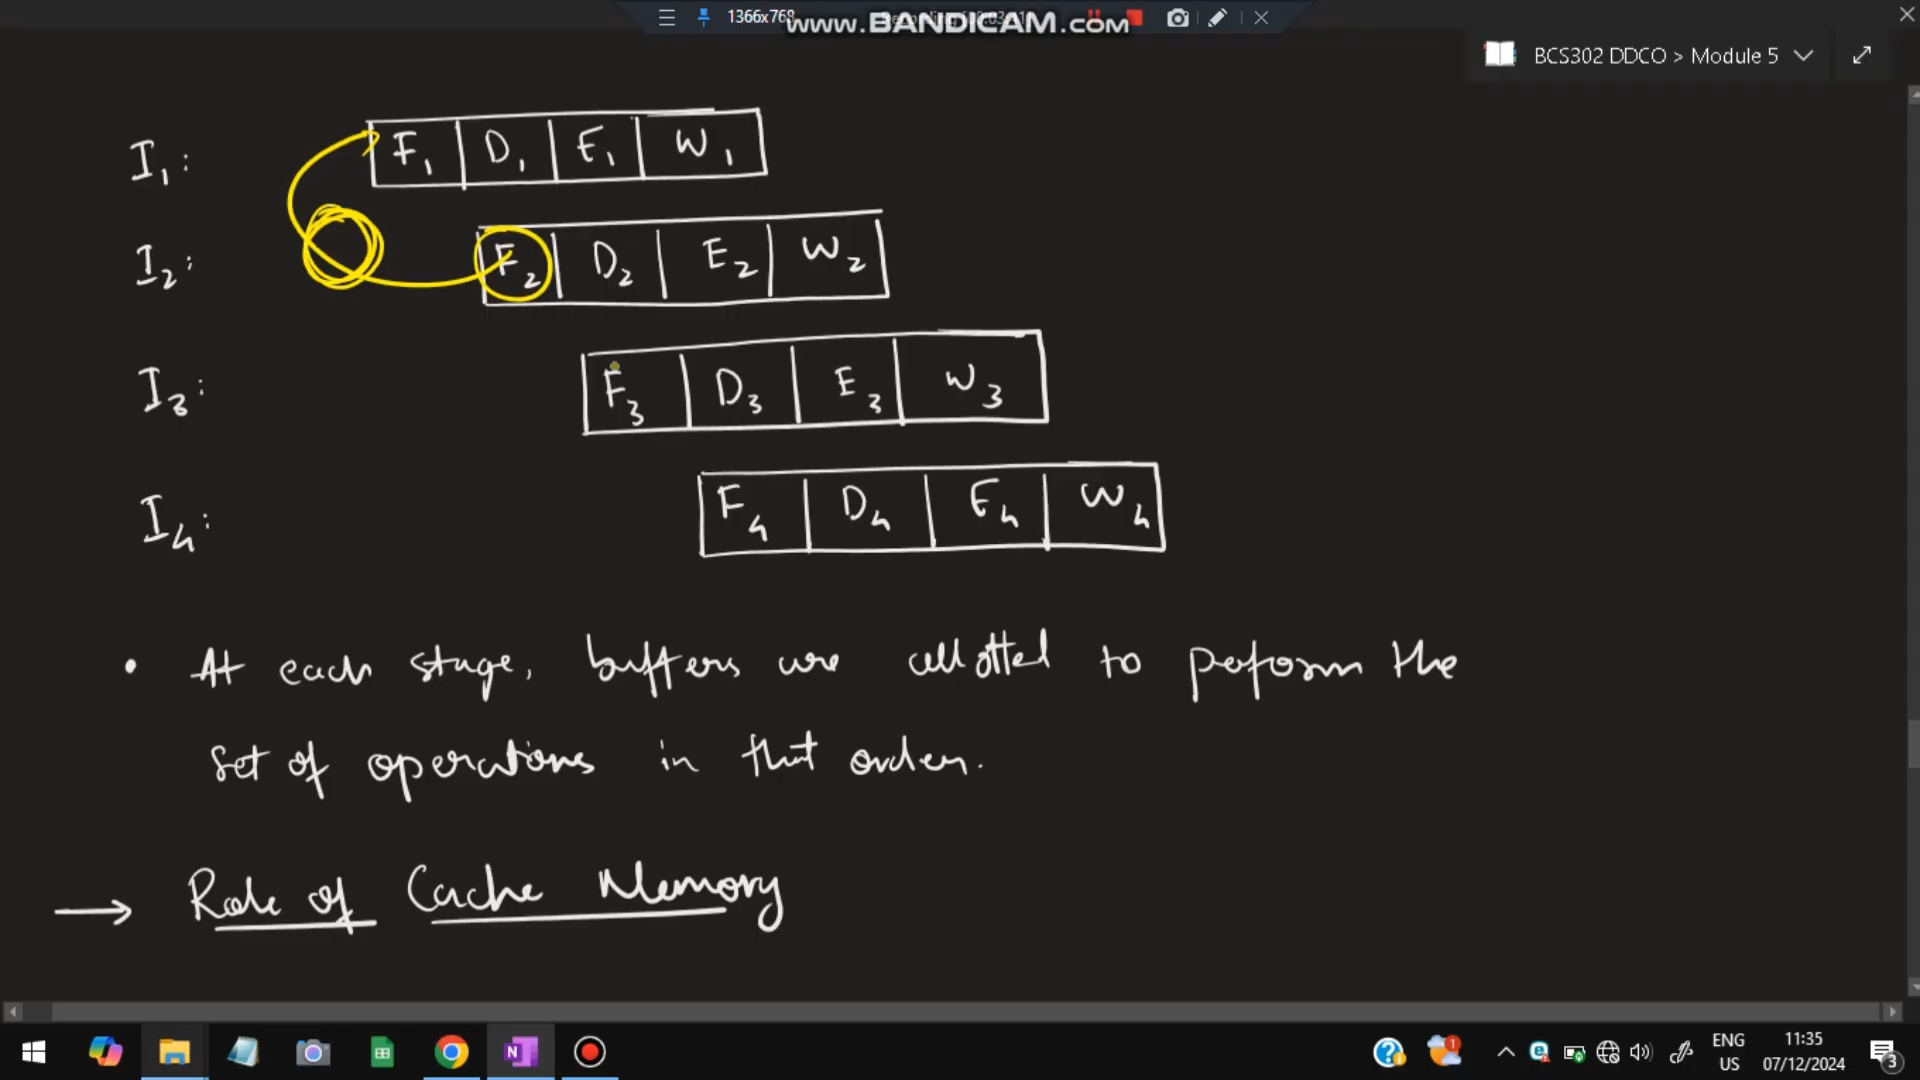 1366x768
www.BANDICAM.com
BCS302 DDCO > Module 5
I₁: F₁ D₁ E₁ W₁
I₂: F₂ D₂ E₂ W₂
I₃: F₃ D₃ E₃ W₃
I₄: F₄ D₄ E₄ W₄
• At each stage, buffers are allotted to peform the
set of operations in that order.
→ Role of Cache Memory
ENG
US
11:35
07/12/2024
3